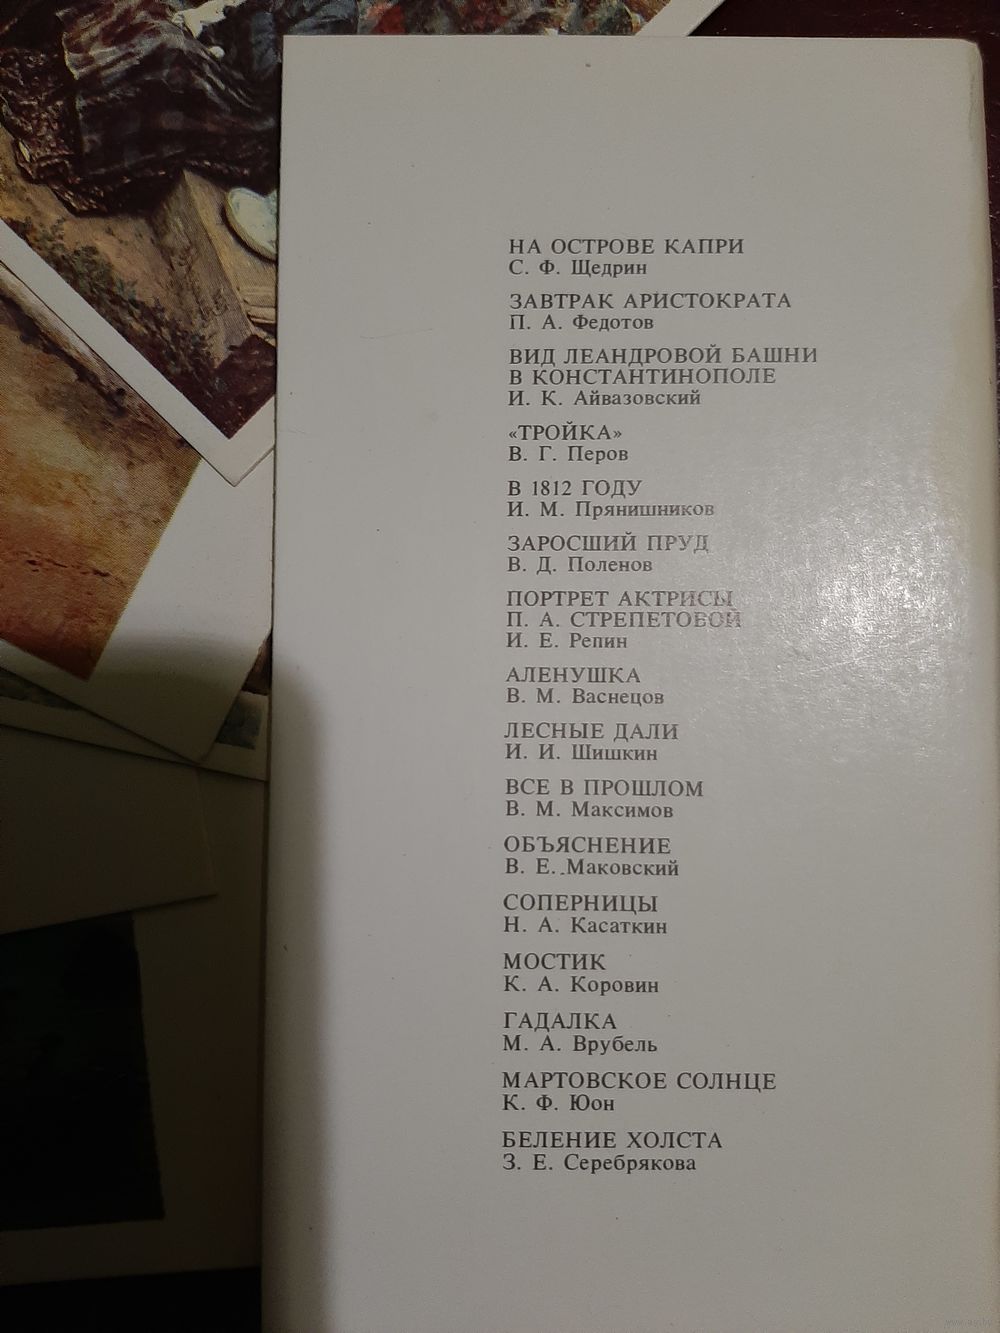 НА ОСТРОВЕ КАПРИ
С. Ф. Щедрин
ЗАВТРАК АРИСТОКРАТА
П. А. Федотов
ВИД ЛЕАНДРОВОЙ БАШНИ
В КОНСТАНТИНОПОЛЕ
И. К. Айвазовский
«ТРОЙКА»
В. Г. Перов
В 1812 ГОДУ
И. М. Прянишников
ЗАРОСШИЙ ПРУД
В. Д. Поленов
ПОРТРЕТ АКТРИСЫ
П. А. СТРЕПЕТОВОЙ
И. Е. Репин
АЛЕНУШКА
В. М. Васнецов
ЛЕСНЫЕ ДАЛИ
И. И. Шишкин
ВСЕ В ПРОШЛОМ
В. М. Максимов
ОБЪЯСНЕНИЕ
В. Е. Маковский
СОПЕРНИЦЫ
Н. А. Касаткин
МОСТИК
К. А. Коровин
ГАДАЛКА
М. А. Врубель
МАРТОВСКОЕ СОЛНЦЕ
К. Ф. Юон
БЕЛЕНИЕ ХОЛСТА
З. Е. Серебрякова